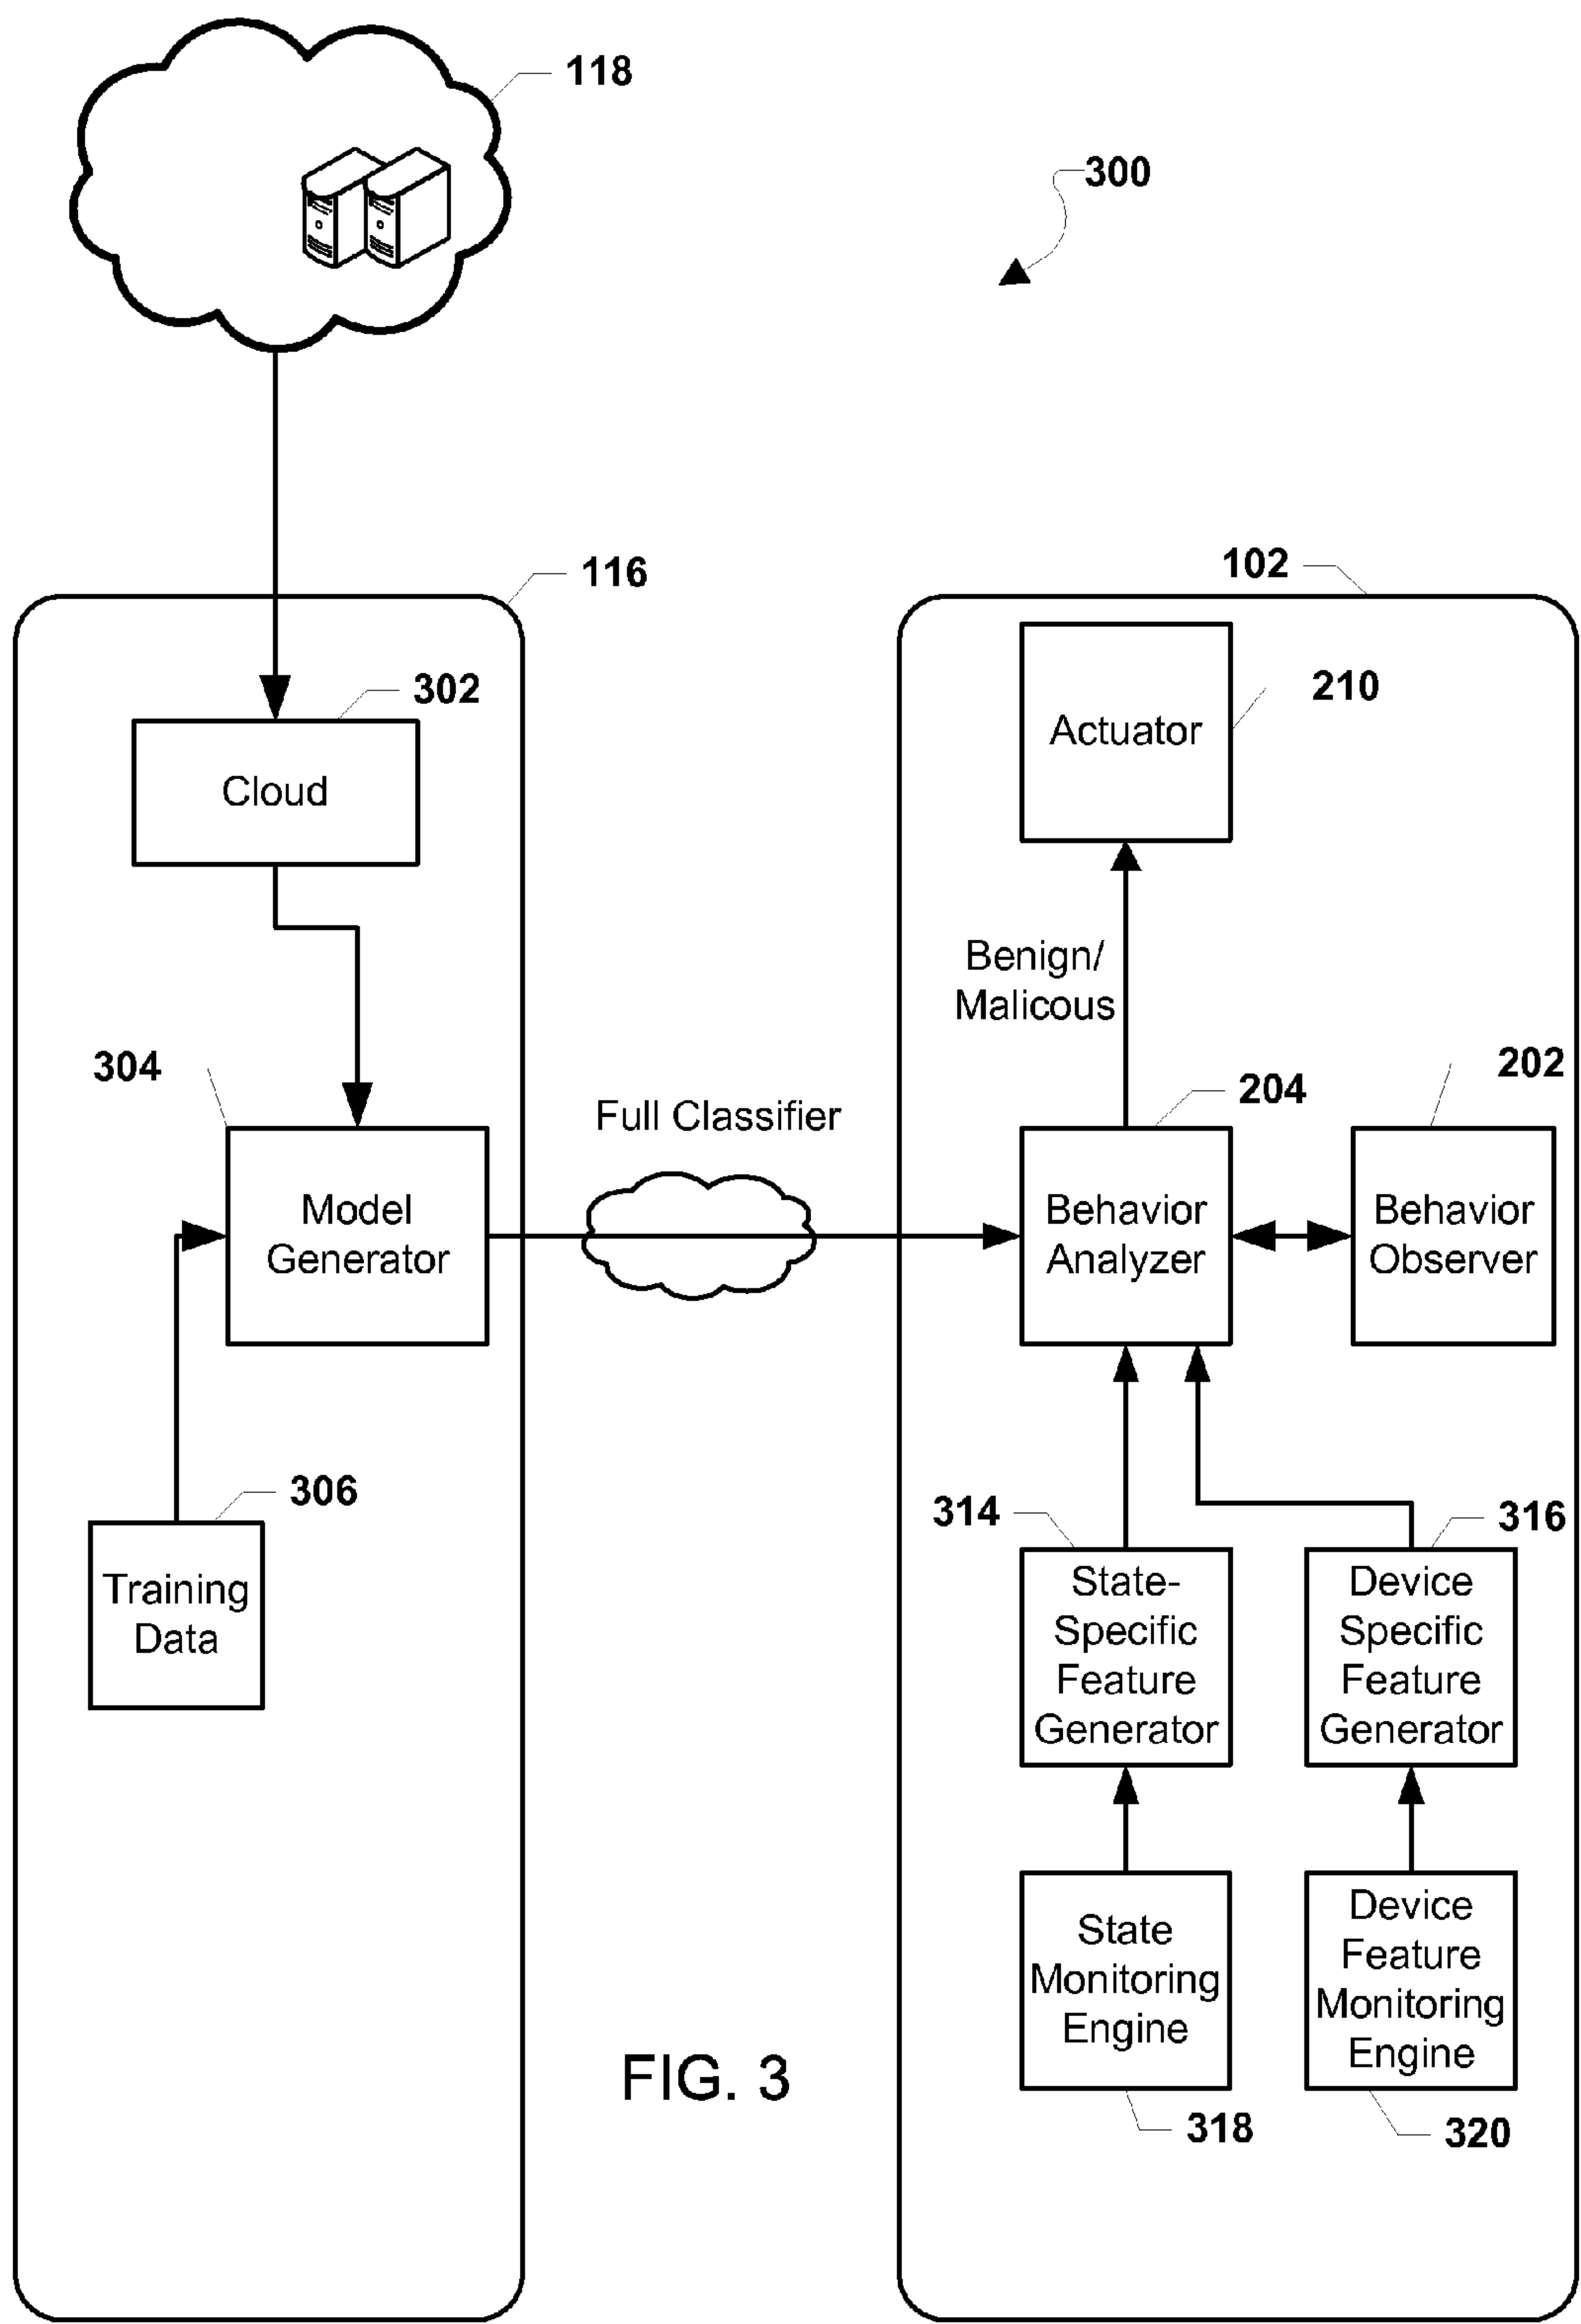 118
300
116
102
302
210
Cloud
Actuator
Benign/
Malicous
304
202
204
Full Classifier
Model
Generator
Behavior
Analyzer
Behavior
Observer
306
314
316
Training
Data
State-
Specific
Feature
Generator
Device
Specific
Feature
Generator
State
Monitoring
Engine
Device
Feature
Monitoring
Engine
FIG. 3
318
320